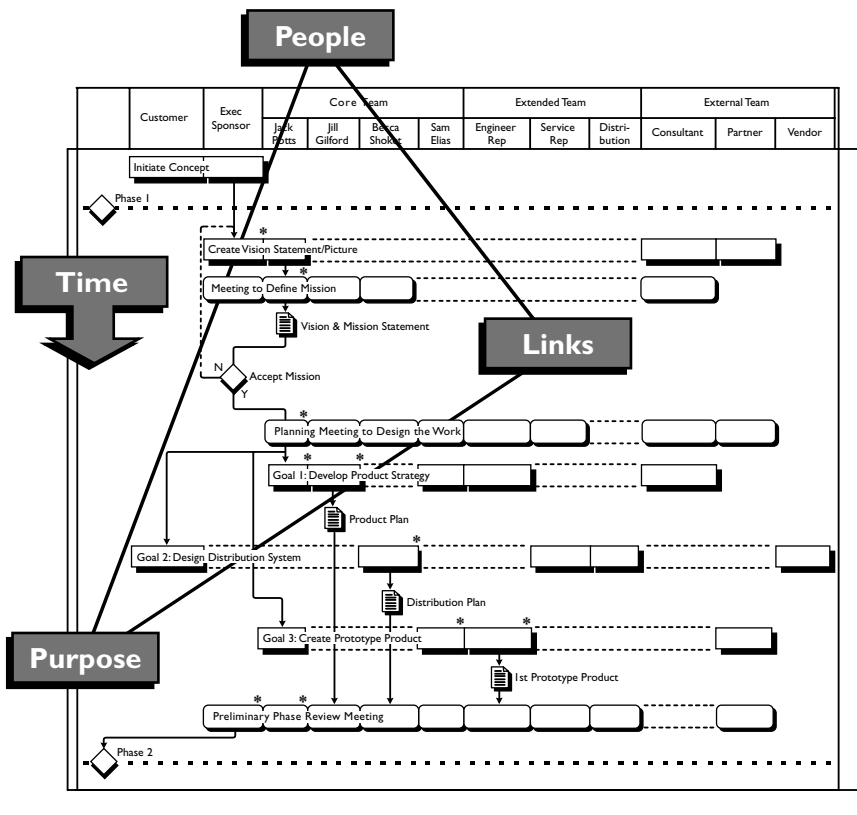 People
Core Team
Extended Team
External Team
Customer
Exec
Sponsor
Jack
Potts
Jill
Gilford
Becca
Shoket
Sam
Elias
Engineer
Rep
Service
Rep
Distri-
bution
Consultant
Partner
Vendor
Initiate Concept
Phase 1
*
Create Vision Statement/Picture
Time
*
Meeting to Define Mission
Vision & Mission Statement
Links
N
Accept Mission
Y
*
Planning Meeting to Design the Work
* *
Goal 1: Develop Product Strategy
Product Plan
*
Goal 2: Design Distribution System
Distribution Plan
* *
Goal 3: Create Prototype Product
Purpose
1st Prototype Product
* *
Preliminary Phase Review Meeting
Phase 2